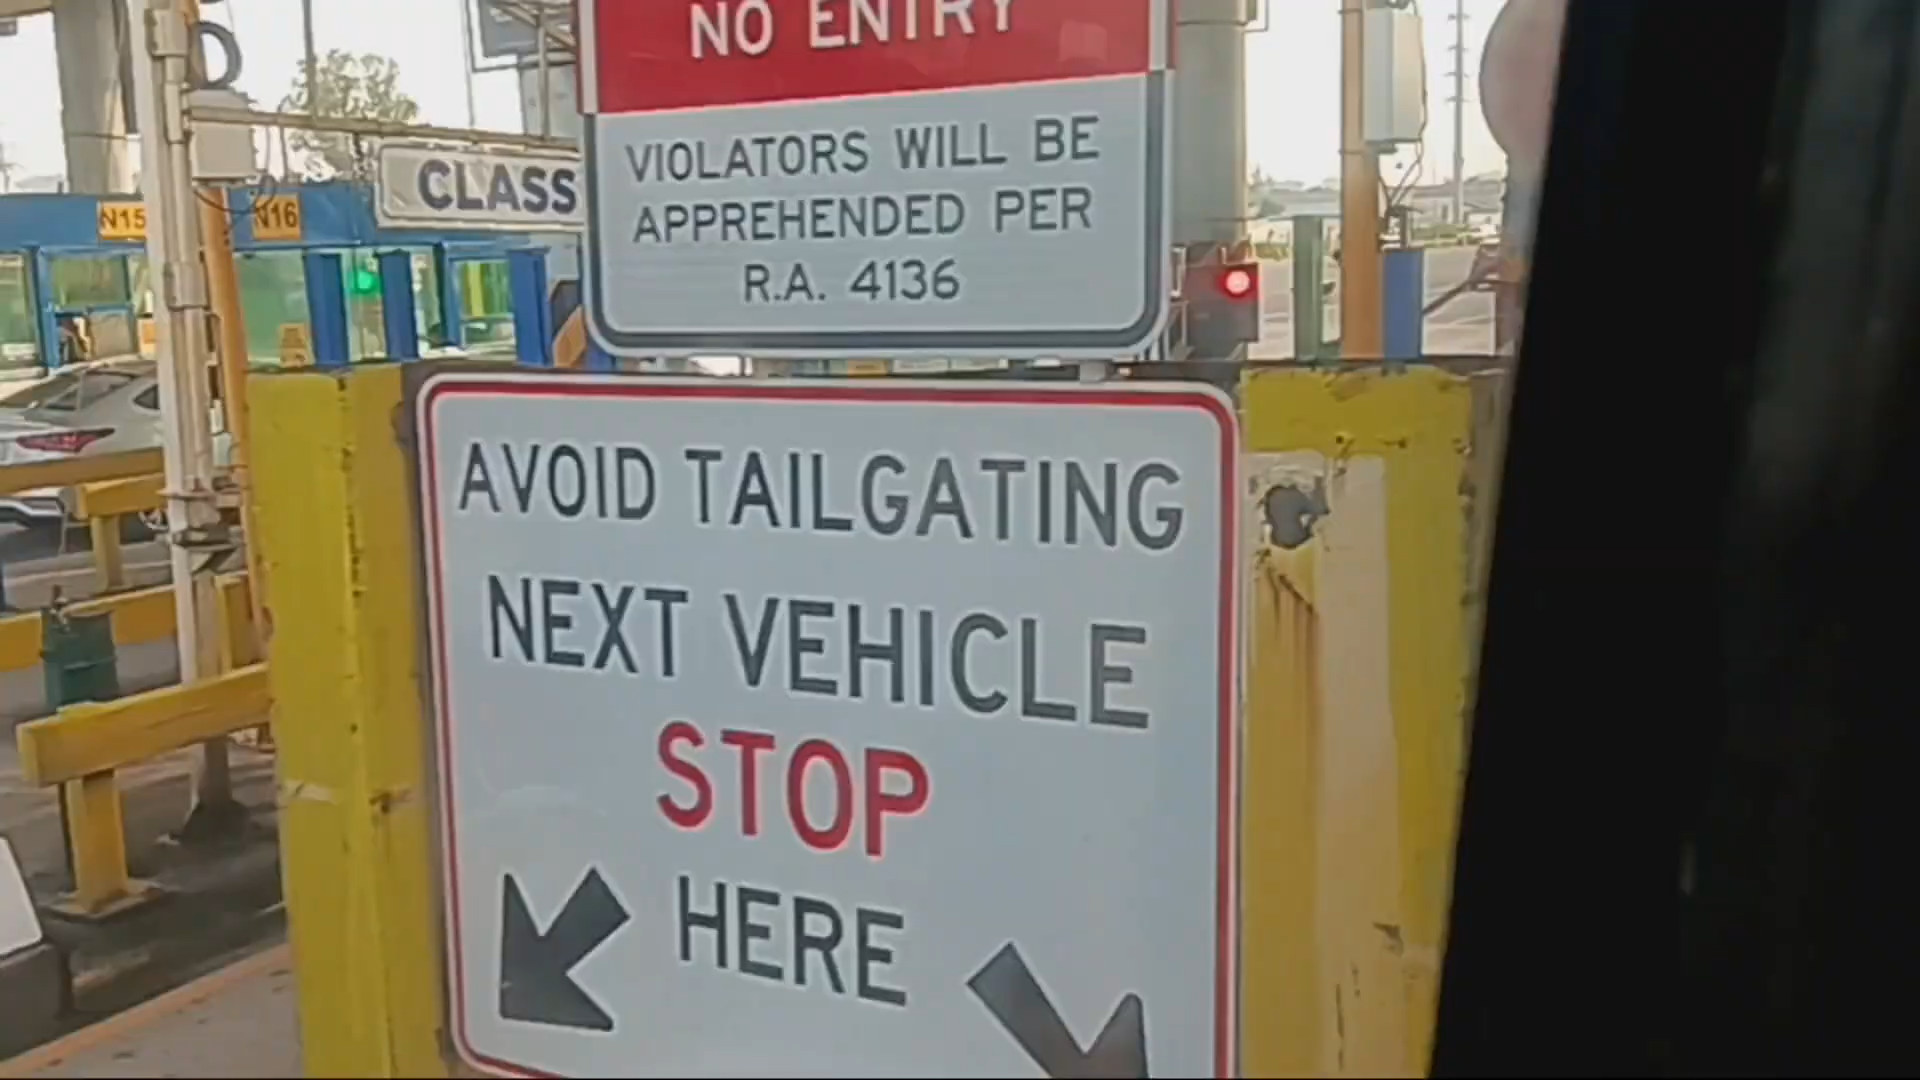 NO ENTRY
VIOLATORS WILL BE
APPREHENDED PER
R.A. 4136
CLASS
N15
N16
AVOID TAILGATING
NEXT VEHICLE
STOP
HERE